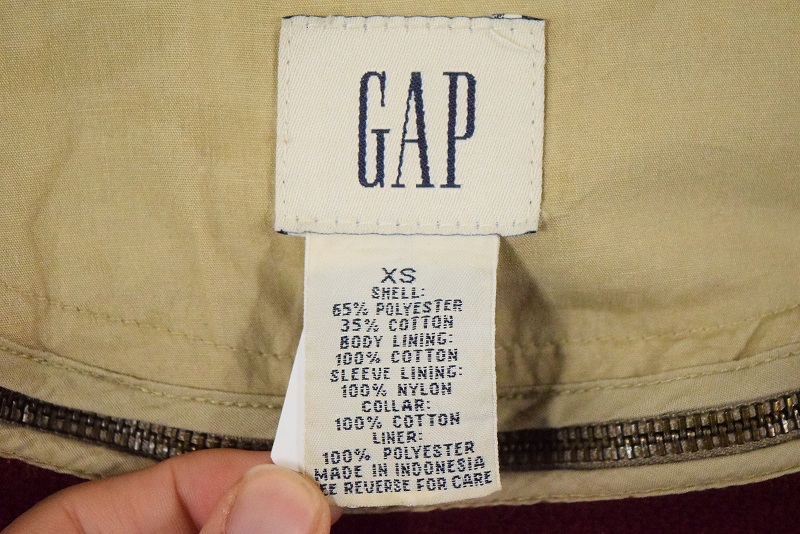 GAP
XS
SHELL:
65% POLYESTER
35% COTTON
BODY LINING:
100% COTTON
SLEEVE LINING:
100% NYLON
COLLAR:
100% COTTON
LINER:
100% POLYESTER
MADE IN INDONESIA
EE REVERSE FOR CARE